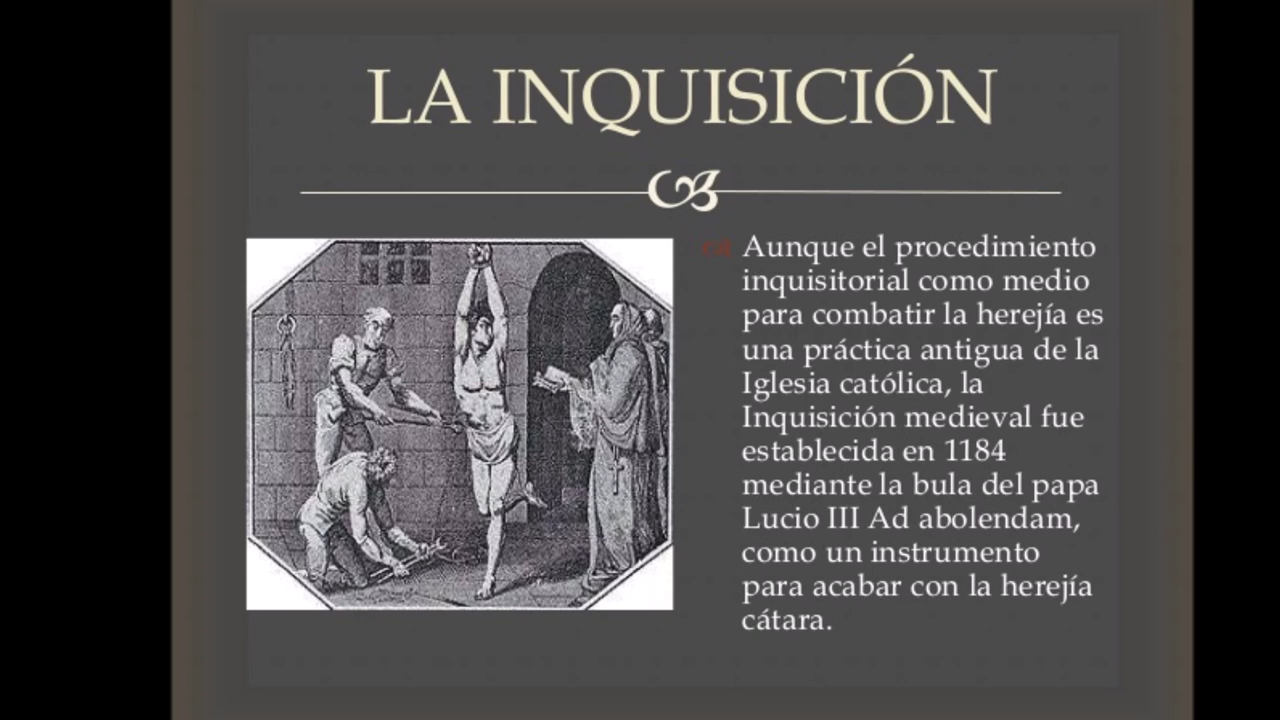 LA INQUISICIÓN
Aunque el procedimiento
inquisitorial como medio
para combatir la herejía es
una práctica antigua de la
Iglesia católica, la
Inquisición medieval fue
establecida en 1184
mediante la bula del papa
Lucio III Ad abolendam,
como un instrumento
para acabar con la herejía
cátara.